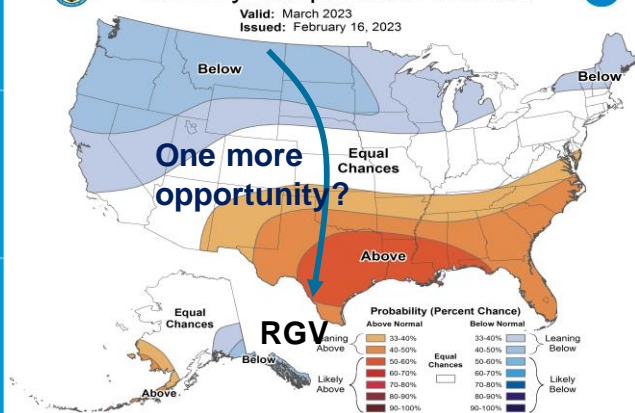 Valid: March 2023
Issued: February 16, 2023
Below
Below
One more
opportunity?
Equal
Chances
Above
Equal
Chances
RGV
Below
Above
Probability (Percent Chance)
Above Normal
Below Normal
Leaning
Above
33-40%
40-50%
50-60%
60-70%
70-80%
80-90%
90-100%
Likely
Above
Equal
Chances
33-40%
40-50%
50-60%
60-70%
70-80%
80-90%
90-100%
Leaning
Below
Likely
Below